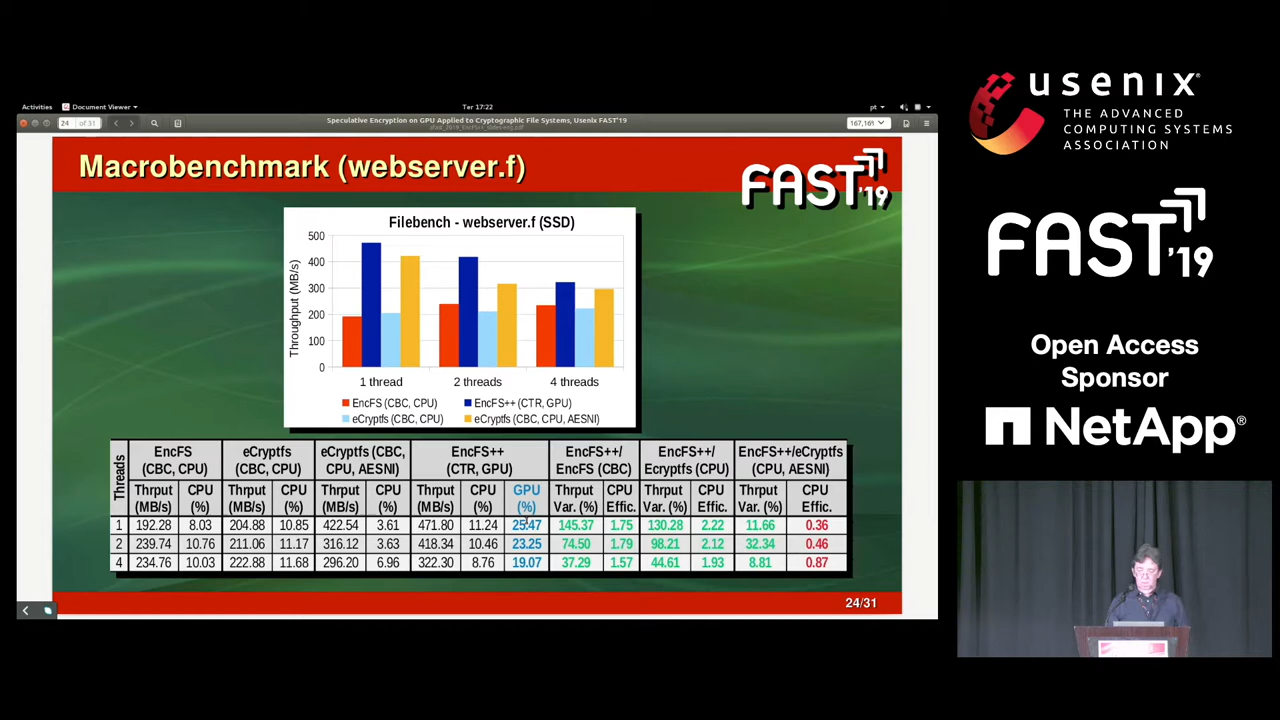 Activities
Document Viewer
Ter 17:22
pt
24
of 31
Speculative Encryption on GPU Applied to Cryptographic File Systems, Usenix FAST'19
167,16%
Macrobenchmark (webserver.f)
FAST'19
Filebench - webserver.f (SSD)
Throughput (MB/s)
500
400
300
200
100
0
1 thread 2 threads 4 threads
EncFS (CBC, CPU) EncFS++ (CTR, GPU)
eCryptfs (CBC, CPU) eCryptfs (CBC, CPU, AESNI)
Threads
EncFS (CBC, CPU)
eCryptfs (CBC, CPU)
eCryptfs (CBC, CPU, AESNI)
EncFS++ (CTR, GPU)
EncFS++/ EncFS (CBC)
EncFS++/ Ecryptfs (CPU)
EncFS++/eCryptfs (CPU, AESNI)
Thrput (MB/s) CPU (%) Thrput (MB/s) CPU (%) Thrput (MB/s) CPU (%) Thrput (MB/s) CPU (%) GPU (%) Thrput Var. (%) CPU Effic. Thrput Var. (%) CPU Effic. Thrput Var. (%) CPU Effic.
1 192.28 8.03 204.88 10.85 422.54 3.61 471.80 11.24 25.47 145.37 1.75 130.28 2.22 11.66 0.36
2 239.74 10.76 211.06 11.17 316.12 3.63 418.34 10.46 23.25 74.50 1.79 98.21 2.12 32.34 0.46
4 234.76 10.03 222.88 11.68 296.20 6.96 322.30 8.76 19.07 37.29 1.57 44.61 1.93 8.81 0.87
24/31
usenix®
THE ADVANCED
COMPUTING SYSTEMS
ASSOCIATION
FAST'19
Open Access
Sponsor
NetApp®